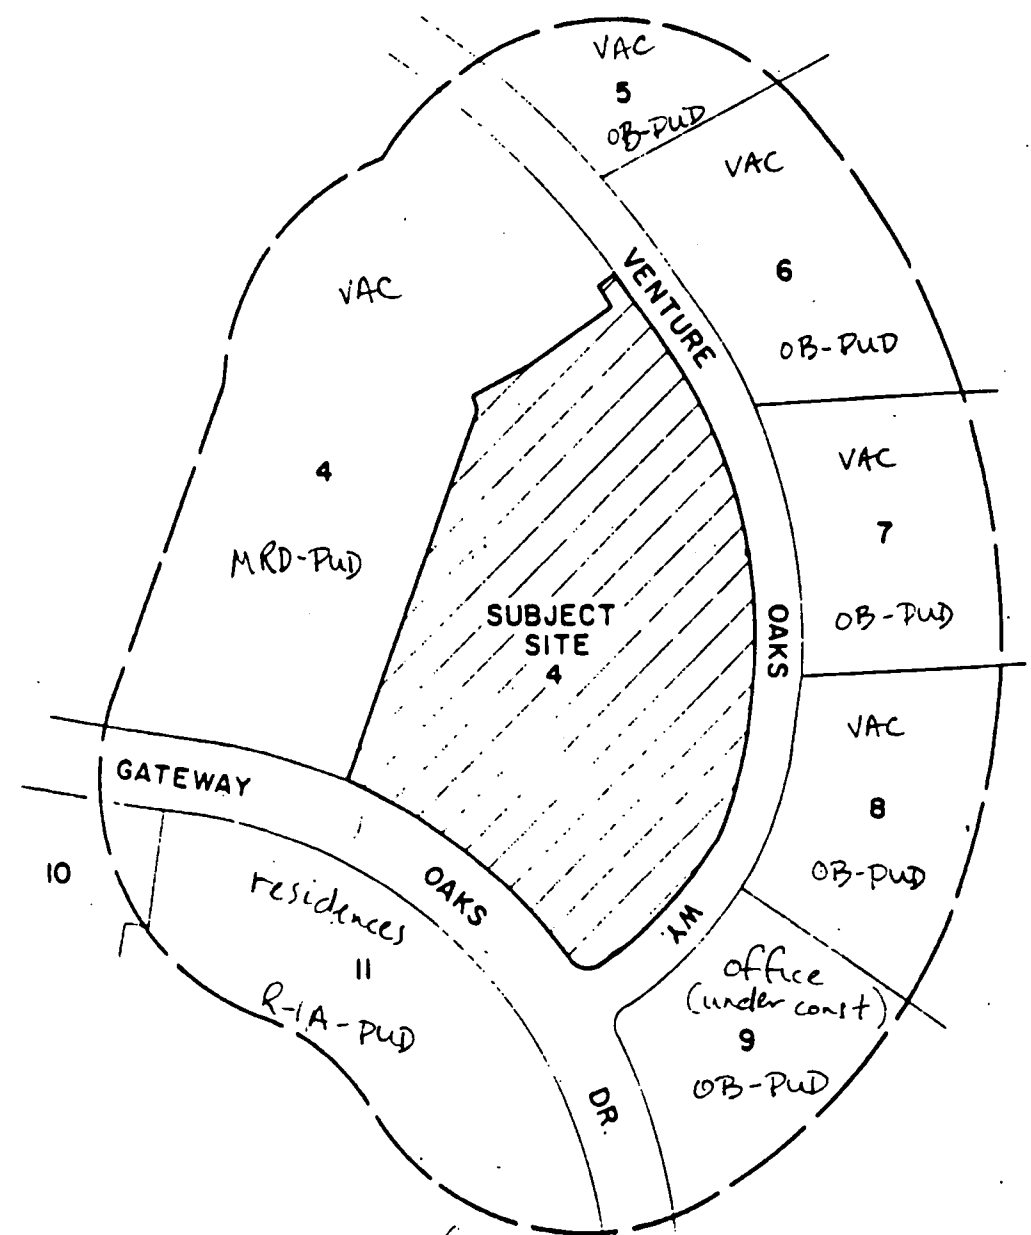 VAC
5
OB-PUD
VAC
6
OB-PUD
VENTURE
OAKS
WY.
VAC
4
MRD-PUD
SUBJECT
SITE
4
VAC
7
OB-PUD
VAC
8
OB-PUD
GATEWAY
OAKS
DR.
10
residences
11
R-1A-PUD
office
(under const)
9
OB-PUD